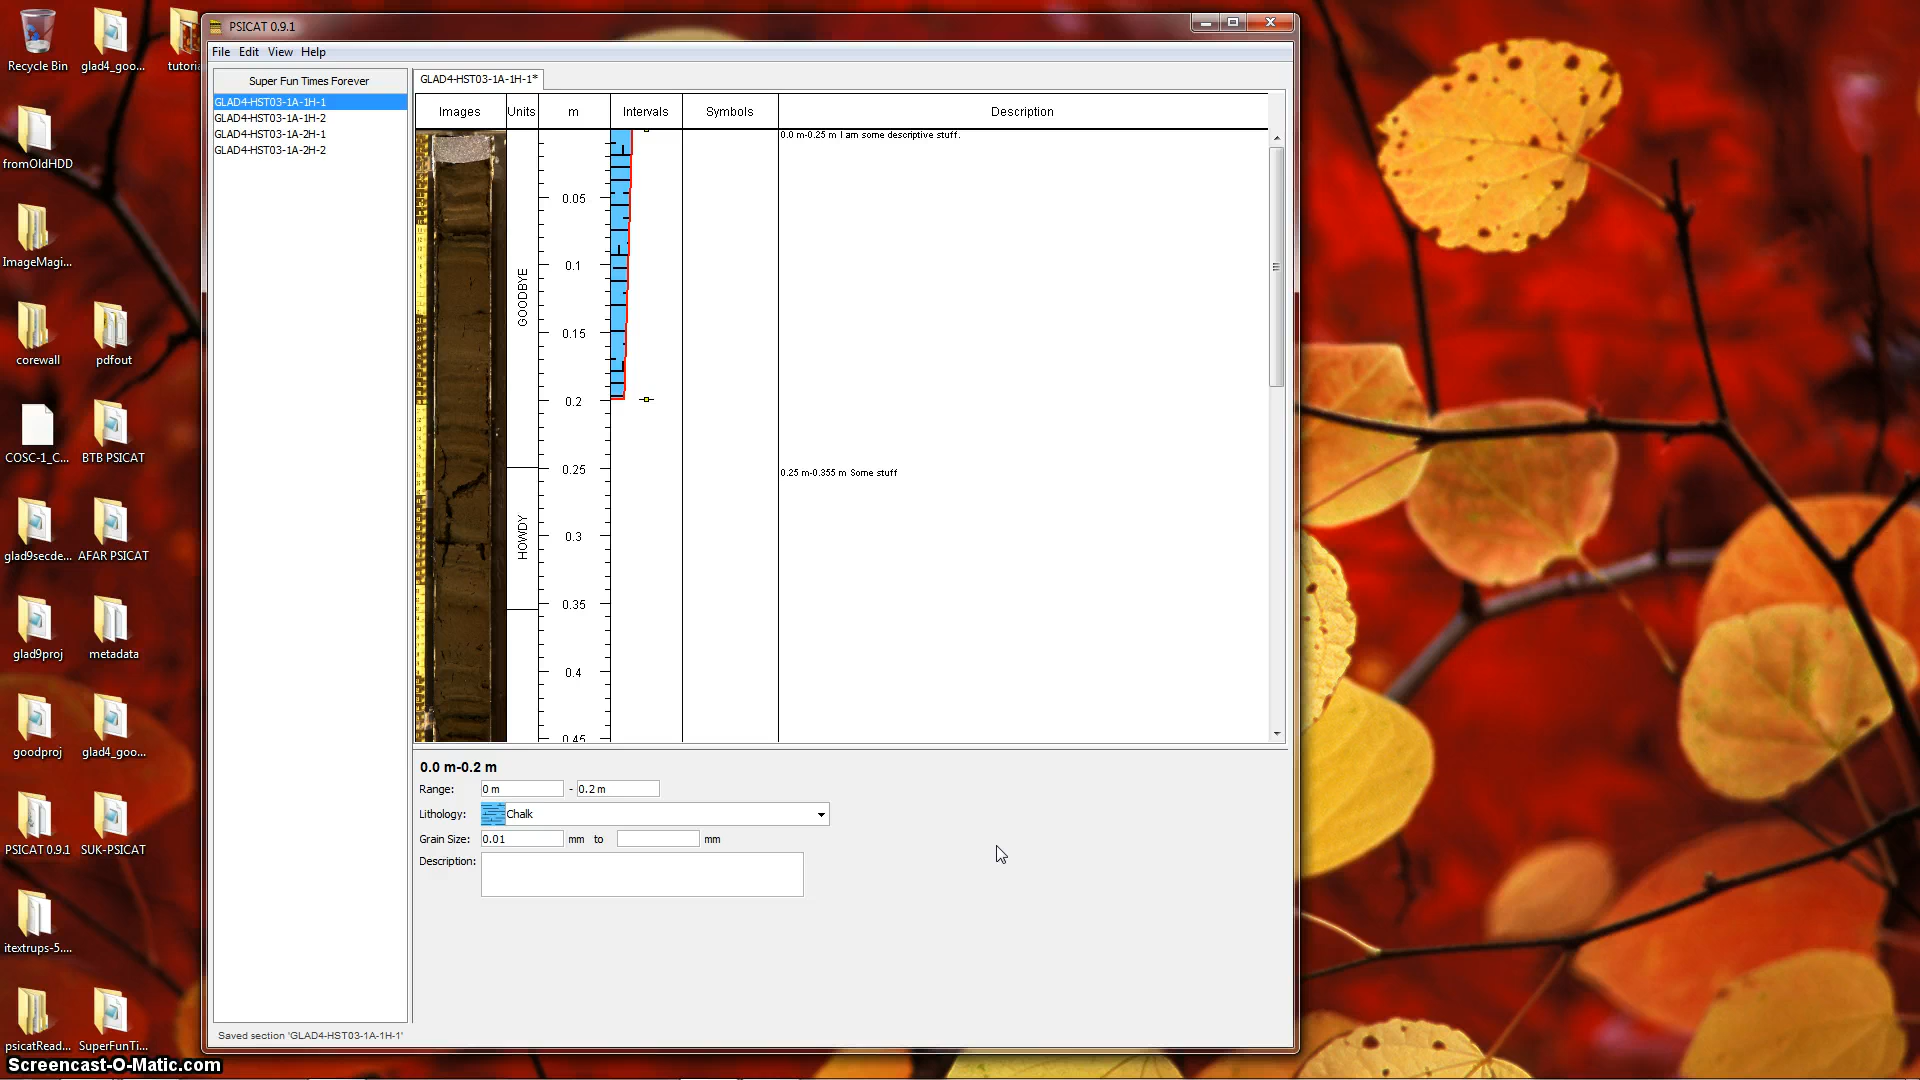 PSICAT 0.9.1
File Edit View Help
Recycle Bin
glad4_goo...
tutoria
fromOldHDD
ImageMagi...
corewall
pdfout
COSC-1_C...
BTB PSICAT
glad9secde...
AFAR PSICAT
glad9proj
metadata
goodproj
glad4_goo...
PSICAT 0.9.1
SUK-PSICAT
itextrups-5....
psicatRead...
SuperFunTi...
Super Fun Times Forever
GLAD4-HST03-1A-1H-1
GLAD4-HST03-1A-1H-2
GLAD4-HST03-1A-2H-1
GLAD4-HST03-1A-2H-2
GLAD4-HST03-1A-1H-1*
Images Units m Intervals Symbols Description
0.0 m-0.25 m I am some descriptive stuff.
0.05
0.1
GOODBYE
0.15
0.2
0.25
0.25 m-0.355 m Some stuff
0.3
HOWDY
0.35
0.4
0.45
0.0 m-0.2 m
Range: 0 m - 0.2 m
Lithology: Chalk
Grain Size: 0.01 mm to mm
Description:
Saved section 'GLAD4-HST03-1A-1H-1'
Screencast-O-Matic.com